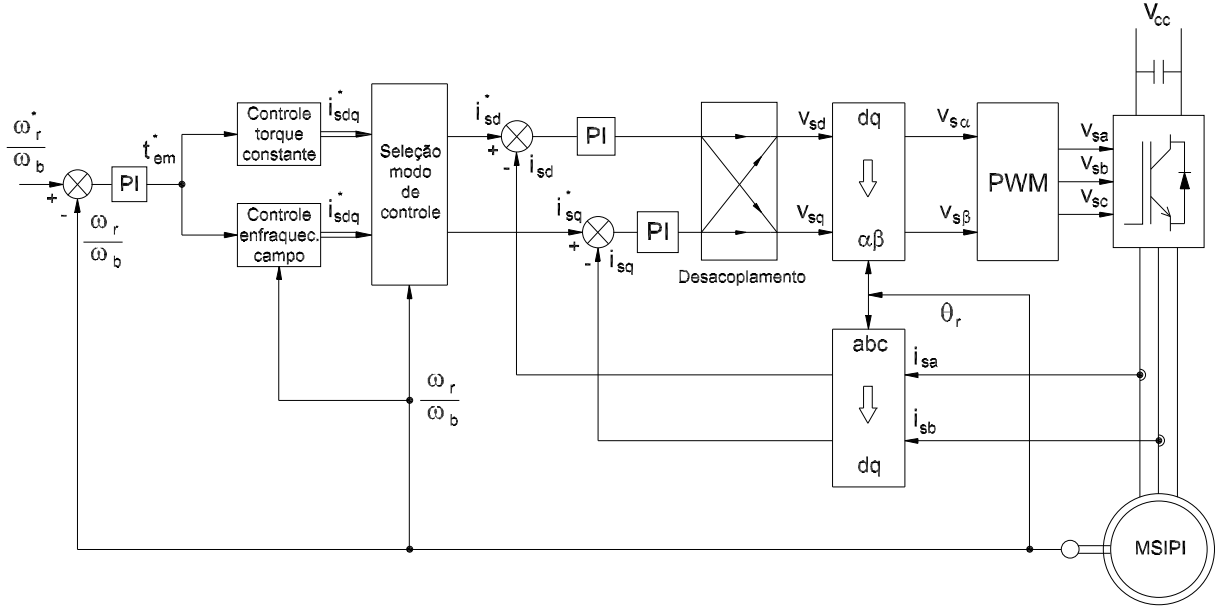 V_cc
ω*_r
ω_b
+
-
PI
t*_em
ω_r
ω_b
Controle
torque
constante
i*_sdq
Controle
enfraquec.
campo
i*_sdq
Seleção
modo
de
controle
i*_sd
+
-
i_sd
PI
i*_sq
+
-
i_sq
PI
Desacoplamento
v_sd
v_sq
dq
αβ
v_sα
v_sβ
PWM
v_sa
v_sb
v_sc
θ_r
abc
dq
i_sa
i_sb
ω_r
ω_b
MSIPI